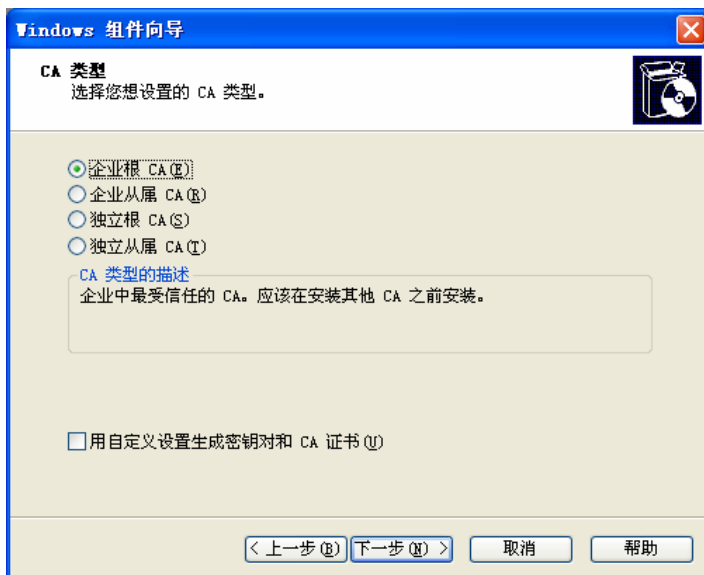 Windows 组件向导
CA 类型
选择您想设置的 CA 类型。
企业根 CA(E)
企业从属 CA(R)
独立根 CA(S)
独立从属 CA(T)
CA 类型的描述
企业中最受信任的 CA。应该在安装其他 CA 之前安装。
用自定义设置生成密钥对和 CA 证书(U)
< 上一步(B) 下一步(N) > 取消 帮助